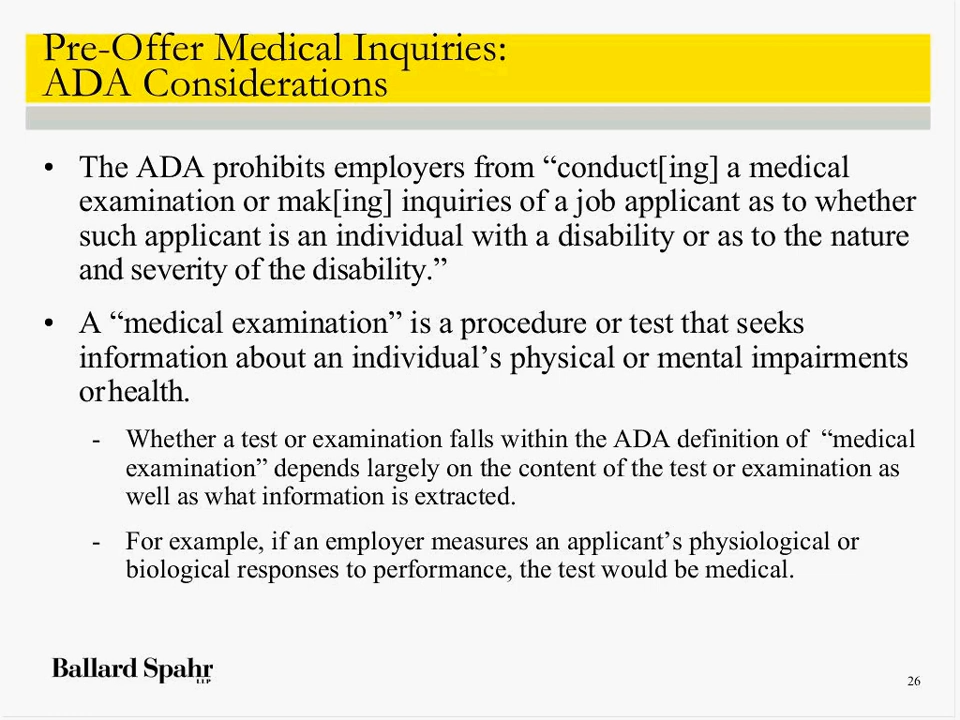 Pre-Offer Medical Inquiries:
ADA Considerations
• The ADA prohibits employers from “conduct[ing] a medical
examination or mak[ing] inquiries of a job applicant as to whether
such applicant is an individual with a disability or as to the nature
and severity of the disability.”
• A “medical examination” is a procedure or test that seeks
information about an individual’s physical or mental impairments
orhealth.
- Whether a test or examination falls within the ADA definition of “medical
examination” depends largely on the content of the test or examination as
well as what information is extracted.
- For example, if an employer measures an applicant’s physiological or
biological responses to performance, the test would be medical.
Ballard Spahr
LLP
26